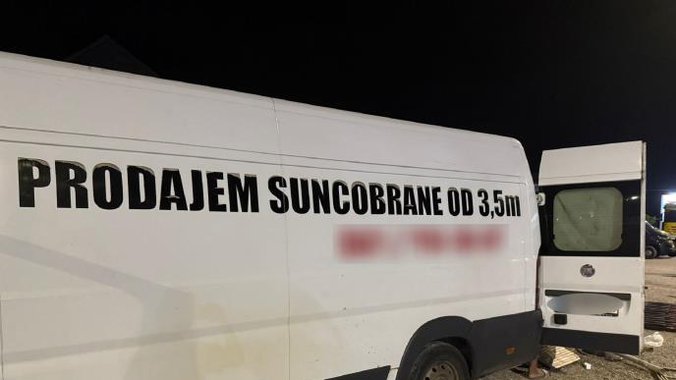 PRODAJEM SUNCOBRANE OD 3,5m